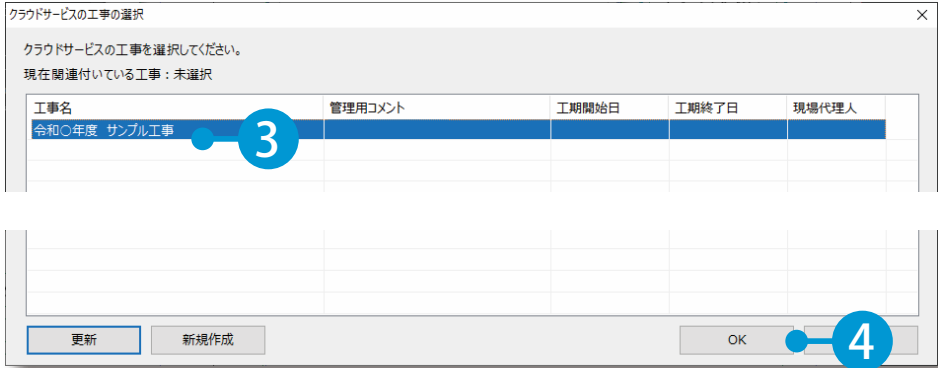 クラウドサービスの工事の選択
クラウドサービスの工事を選択してください。
現在関連付いている工事：未選択
工事名 管理用コメント 工期開始日 工期終了日 現場代理人
令和○年度 サンプル工事
3
更新 新規作成 OK 4